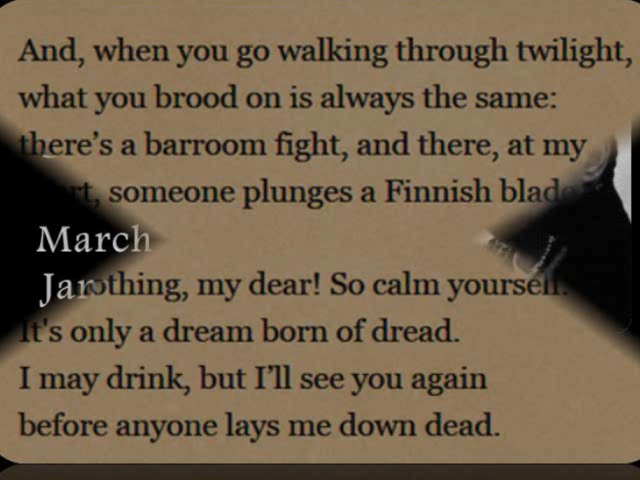 And, when you go walking through twilight,
what you brood on is always the same:
there's a barroom fight, and there, at my
someone plunges a Finnish blade
March
my dear! So calm yourself.
It's only a dream born of dread.
I may drink, but I'll see you again
before anyone lays me down dead.